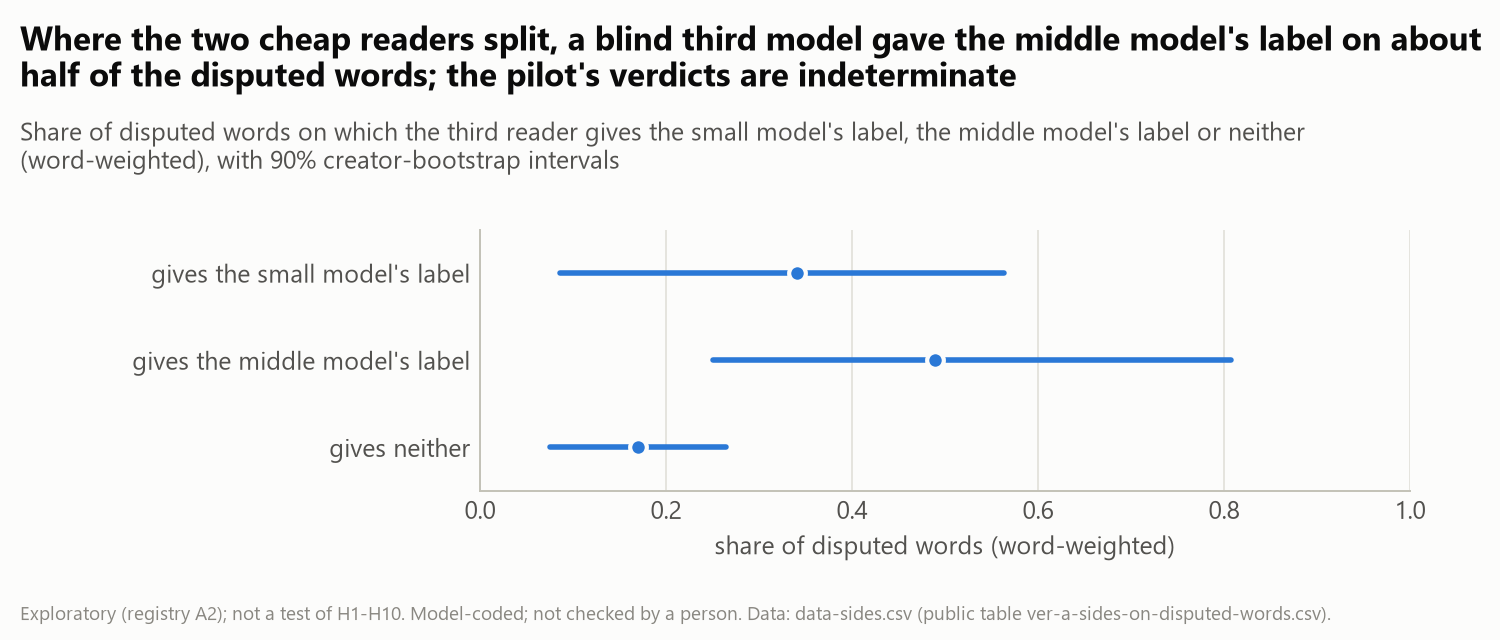 Where the two cheap readers split, a blind third model gave the middle model's label on about
half of the disputed words; the pilot's verdicts are indeterminate
Share of disputed words on which the third reader gives the small model's label, the middle model's label or neither
(word-weighted), with 90% creator-bootstrap intervals
gives the small model's label
gives the middle model's label
gives neither
0.0 0.2 0.4 0.6 0.8 1.0
share of disputed words (word-weighted)
Exploratory (registry A2); not a test of H1-H10. Model-coded; not checked by a person. Data: data-sides.csv (public table ver-a-sides-on-disputed-words.csv).